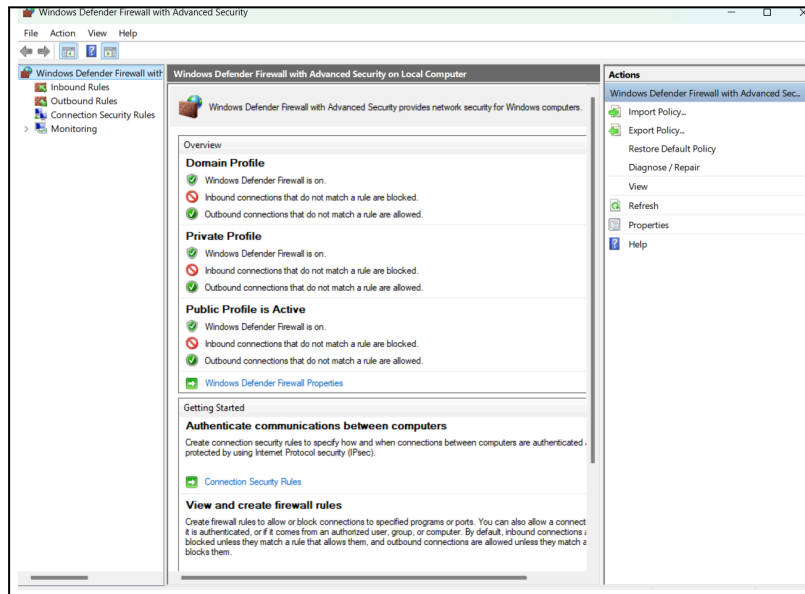 Windows Defender Firewall with Advanced Security
File Action View Help
Windows Defender Firewall with
Inbound Rules
Outbound Rules
Connection Security Rules
Monitoring
Windows Defender Firewall with Advanced Security on Local Computer
Windows Defender Firewall with Advanced Security provides network security for Windows computers.
Overview
Domain Profile
Windows Defender Firewall is on.
Inbound connections that do not match a rule are blocked.
Outbound connections that do not match a rule are allowed.
Private Profile
Windows Defender Firewall is on.
Inbound connections that do not match a rule are blocked.
Outbound connections that do not match a rule are allowed.
Public Profile is Active
Windows Defender Firewall is on.
Inbound connections that do not match a rule are blocked.
Outbound connections that do not match a rule are allowed.
Windows Defender Firewall Properties
Getting Started
Authenticate communications between computers
Create connection security rules to specify how and when connections between computers are authenticated
protected by using Internet Protocol security (IPsec).
Connection Security Rules
View and create firewall rules
Create firewall rules to allow or block connections to specified programs or ports. You can also allow a connect
it is authenticated, or if it comes from an authorized user, group, or computer. By default, inbound connections
blocked unless they match a rule that allows them, and outbound connections are allowed unless they match a
blocks them.
Actions
Windows Defender Firewall with Advanced Sec...
Import Policy...
Export Policy...
Restore Default Policy
Diagnose / Repair
View
Refresh
Properties
Help